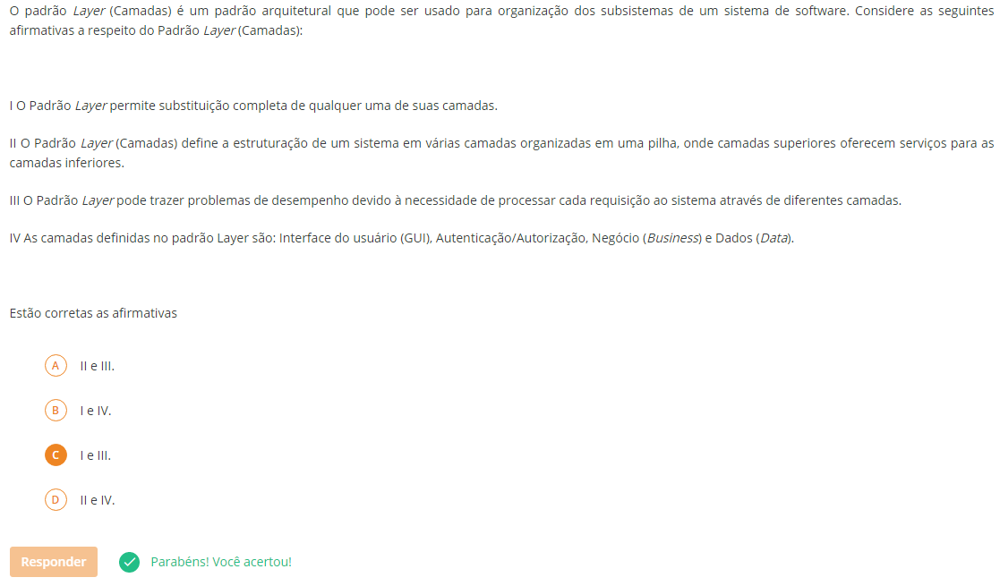 O padrão Layer (Camadas) é um padrão arquitetural que pode ser usado para organização dos subsistemas de um sistema de software. Considere as seguintes
afirmativas a respeito do Padrão Layer (Camadas):
I O Padrão Layer permite substituição completa de qualquer uma de suas camadas.
II O Padrão Layer (Camadas) define a estruturação de um sistema em várias camadas organizadas em uma pilha, onde camadas superiores oferecem serviços para as
camadas inferiores.
III O Padrão Layer pode trazer problemas de desempenho devido à necessidade de processar cada requisição ao sistema através de diferentes camadas.
IV As camadas definidas no padrão Layer são: Interface do usuário (GUI), Autenticação/Autorização, Negócio (Business) e Dados (Data).
Estão corretas as afirmativas
A II e III.
B I e IV.
C I e III.
D II e IV.
Responder Parabéns! Você acertou!